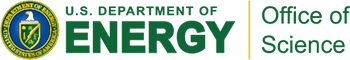 U.S. DEPARTMENT OF
ENERGY
Office of
Science